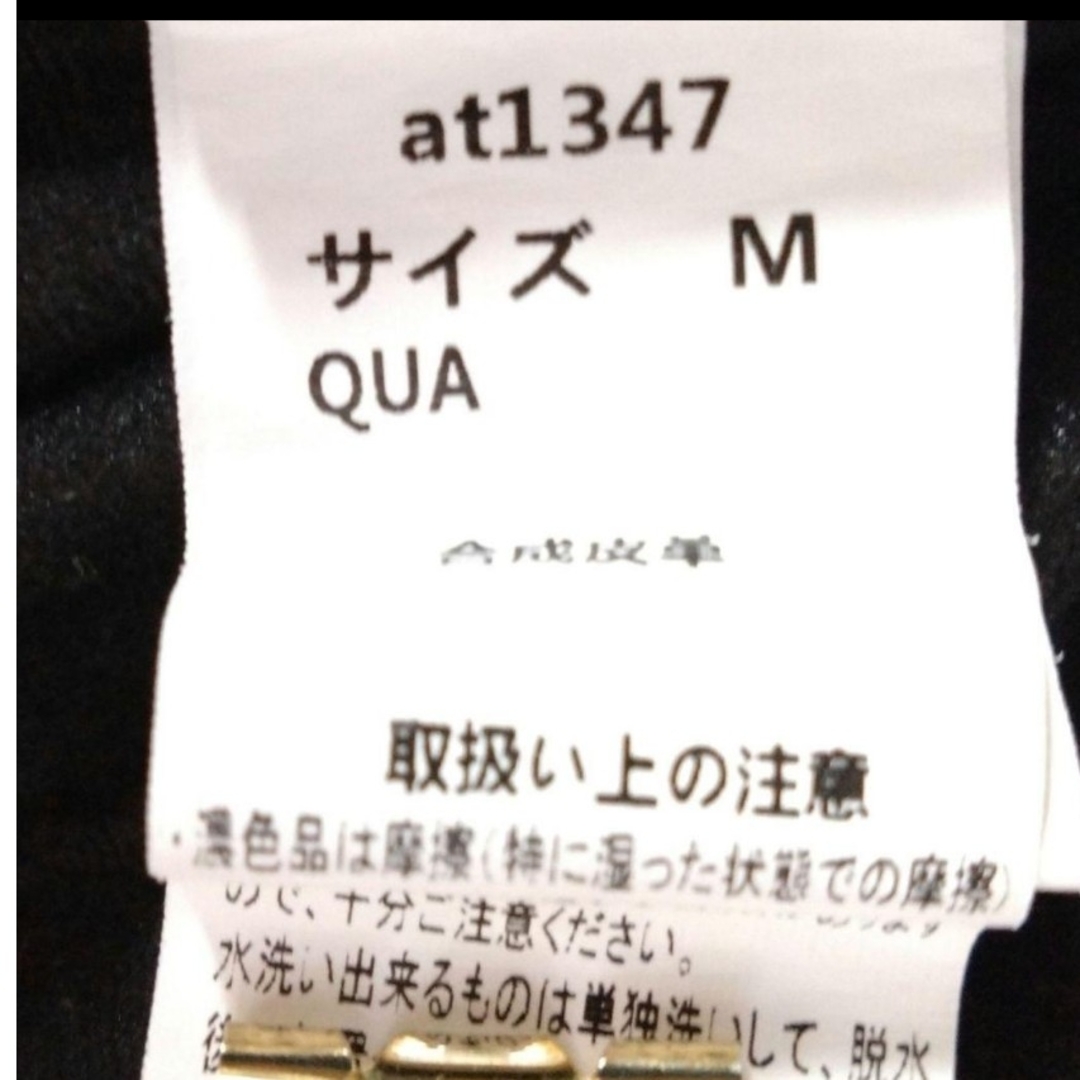 at1347
サイズ M
QUA
合成皮革
取扱い上の注意
・濃色品は摩擦(特に湿った状態での摩擦)
ので、十分ご注意ください。
水洗い出来るものは単独洗いして、脱水
後